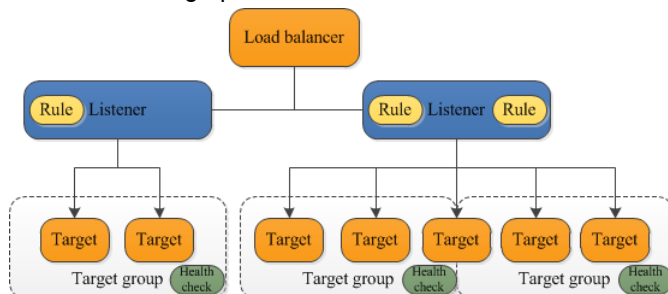 Load balancer
Rule Listener
Rule Listener Rule
Target Target
Target Target Target Target Target
Target group Health check
Target group Health check
Target group Health check